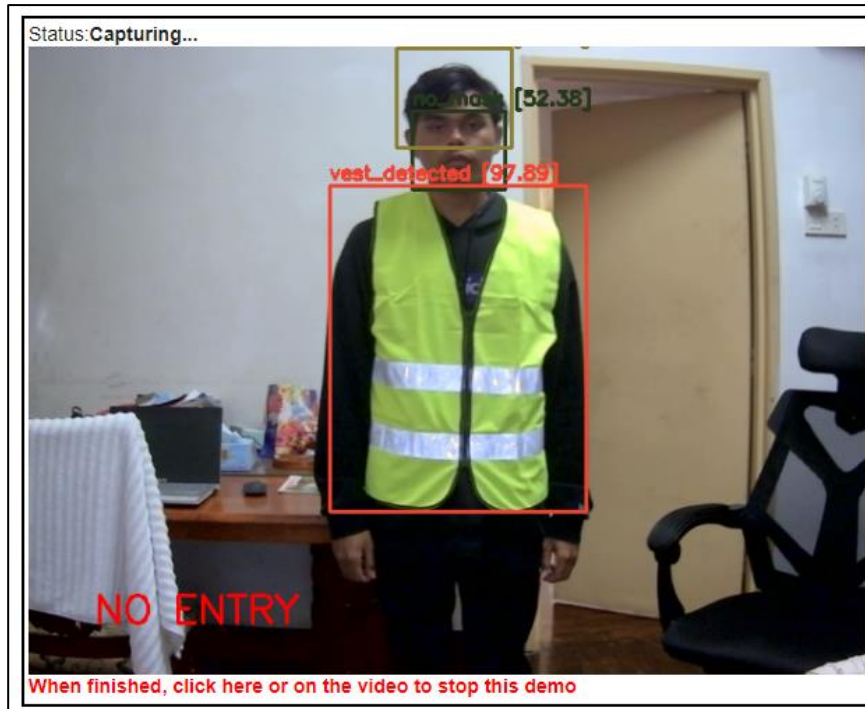 Status:Capturing...
no_mask [52.38]
vest_detected [97.89]
NO ENTRY
When finished, click here or on the video to stop this demo